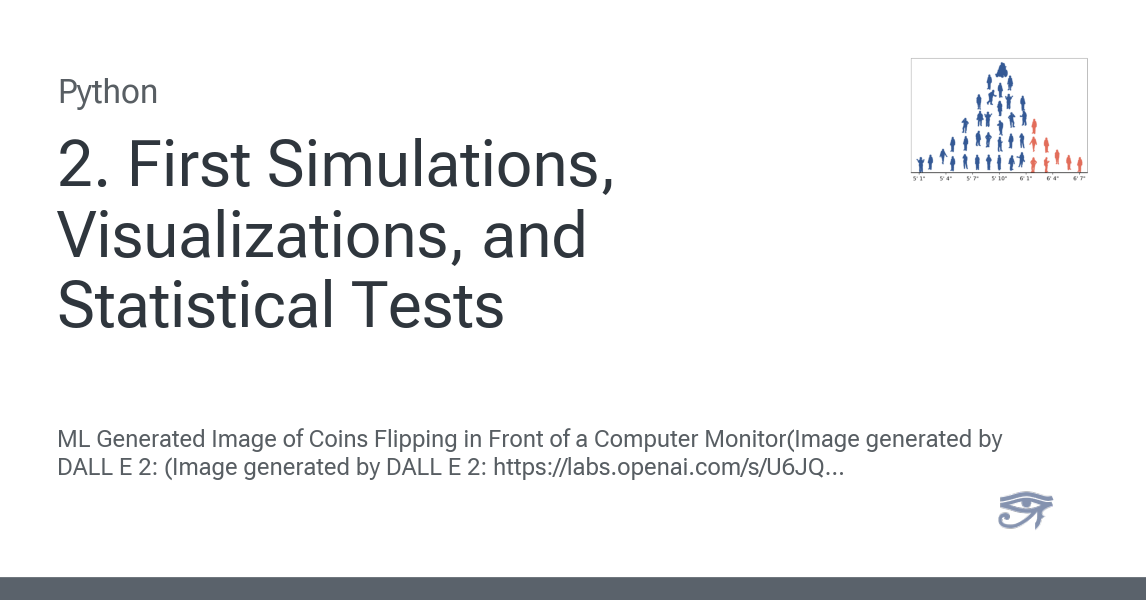 Python
2. First Simulations,
Visualizations, and
Statistical Tests
5' 1" 5' 4" 5' 7" 5' 10" 6' 1" 6' 4" 6' 7"
ML Generated Image of Coins Flipping in Front of a Computer Monitor(Image generated by
DALL E 2: (Image generated by DALL E 2: https://labs.openai.com/s/U6JQ...